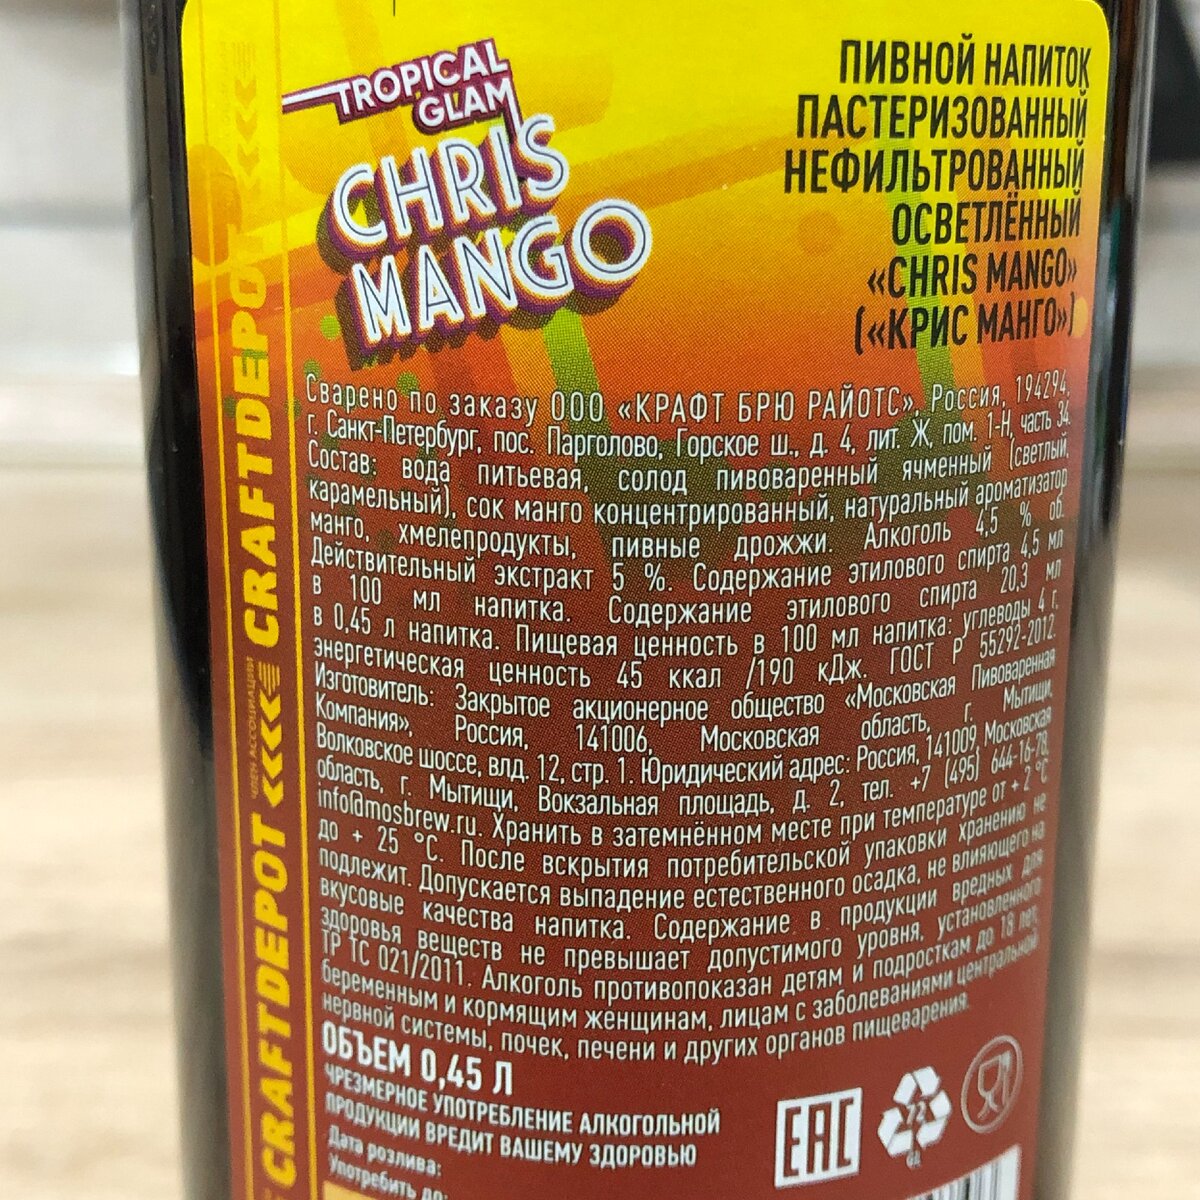 TROPICAL
GLAM
CHRIS
MANGO
ПИВНОЙ НАПИТОК
ПАСТЕРИЗОВАННЫЙ
НЕФИЛЬТРОВАННЫЙ
ОСВЕТЛЁННЫЙ
«CHRIS MANGO»
(«КРИС МАНГО»)
Сварено по заказу ООО «КРАФТ БРЮ РАЙОТС», Россия, 194294,
г. Санкт-Петербург, пос. Парголово, Горское ш., д. 4, лит. Ж, пом. 1-Н, часть 34.
Состав: вода питьевая, солод пивоваренный ячменный (светлый,
карамельный), сок манго концентрированный, натуральный ароматизатор
манго, хмелепродукты, пивные дрожжи. Алкоголь 4,5 % об.
Действительный экстракт 5 %. Содержание этилового спирта 4,5 мл
в 100 мл напитка. Содержание этилового спирта 20,3 мл
в 0,45 л напитка. Пищевая ценность в 100 мл напитка: углеводы 4 г,
энергетическая ценность 45 ккал /190 кДж. ГОСТ Р 55292-2012.
Изготовитель: Закрытое акционерное общество «Московская Пивоваренная
Компания», Россия, 141006, Московская область, г. Мытищи,
Волковское шоссе, влд. 12, стр. 1. Юридический адрес: Россия, 141009, Московская
область, г. Мытищи, Вокзальная площадь, д. 2, тел. +7 (495) 644-16-78,
info@mosbrew.ru. Хранить в затемнённом месте при температуре от + 2 °С
до + 25 °С. После вскрытия потребительской упаковки хранению не
подлежит. Допускается выпадение естественного осадка, не влияющего на
вкусовые качества напитка. Содержание в продукции вредных для
здоровья веществ не превышает допустимого уровня, установленного
ТР ТС 021/2011. Алкоголь противопоказан детям и подросткам до 18 лет,
беременным и кормящим женщинам, лицам с заболеваниями центральной
нервной системы, почек, печени и других органов пищеварения.
ОБЪЕМ 0,45 Л
ЧРЕЗМЕРНОЕ УПОТРЕБЛЕНИЕ АЛКОГОЛЬНОЙ
ПРОДУКЦИИ ВРЕДИТ ВАШЕМУ ЗДОРОВЬЮ
Дата розлива:
Употребить до:
EAC
72
GL
CRAFTDEPOT
ЧЛЕН АССОЦИАЦИИ
CRAFTDEPOT
CRAFTDEPOT